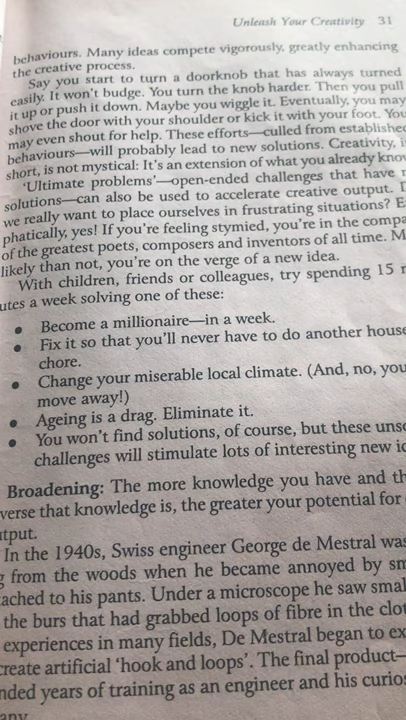 Unleash Your Creativity 31
behaviours. Many ideas compete vigorously, greatly enhancing
the creative process.
Say you start to turn a doorknob that has always turned
easily. It won't budge. You turn the knob harder. Then you pull
it up or push it down. Maybe you wiggle it. Eventually, you may
shove the door with your shoulder or kick it with your foot. You
may even shout for help. These efforts—culled from established
behaviours—will probably lead to new solutions. Creativity, i
short, is not mystical: It's an extension of what you already know
'Ultimate problems'—open-ended challenges that have
solutions—can also be used to accelerate creative output. D
we really want to place ourselves in frustrating situations? E
phatically, yes! If you're feeling stymied, you're in the compa
of the greatest poets, composers and inventors of all time. M
likely than not, you're on the verge of a new idea.
With children, friends or colleagues, try spending 15
utes a week solving one of these:
• Become a millionaire—in a week.
• Fix it so that you'll never have to do another house
chore.
• Change your miserable local climate. (And, no, you
move away!)
• Ageing is a drag. Eliminate it.
• You won't find solutions, of course, but these unso
challenges will stimulate lots of interesting new id
Broadening: The more knowledge you have and th
verse that knowledge is, the greater your potential for
utput.
In the 1940s, Swiss engineer George de Mestral was
g from the woods when he became annoyed by sm
ached to his pants. Under a microscope he saw smal
the burs that had grabbed loops of fibre in the clot
experiences in many fields, De Mestral began to ex
create artificial 'hook and loops'. The final product—
nded years of training as an engineer and his curios
any